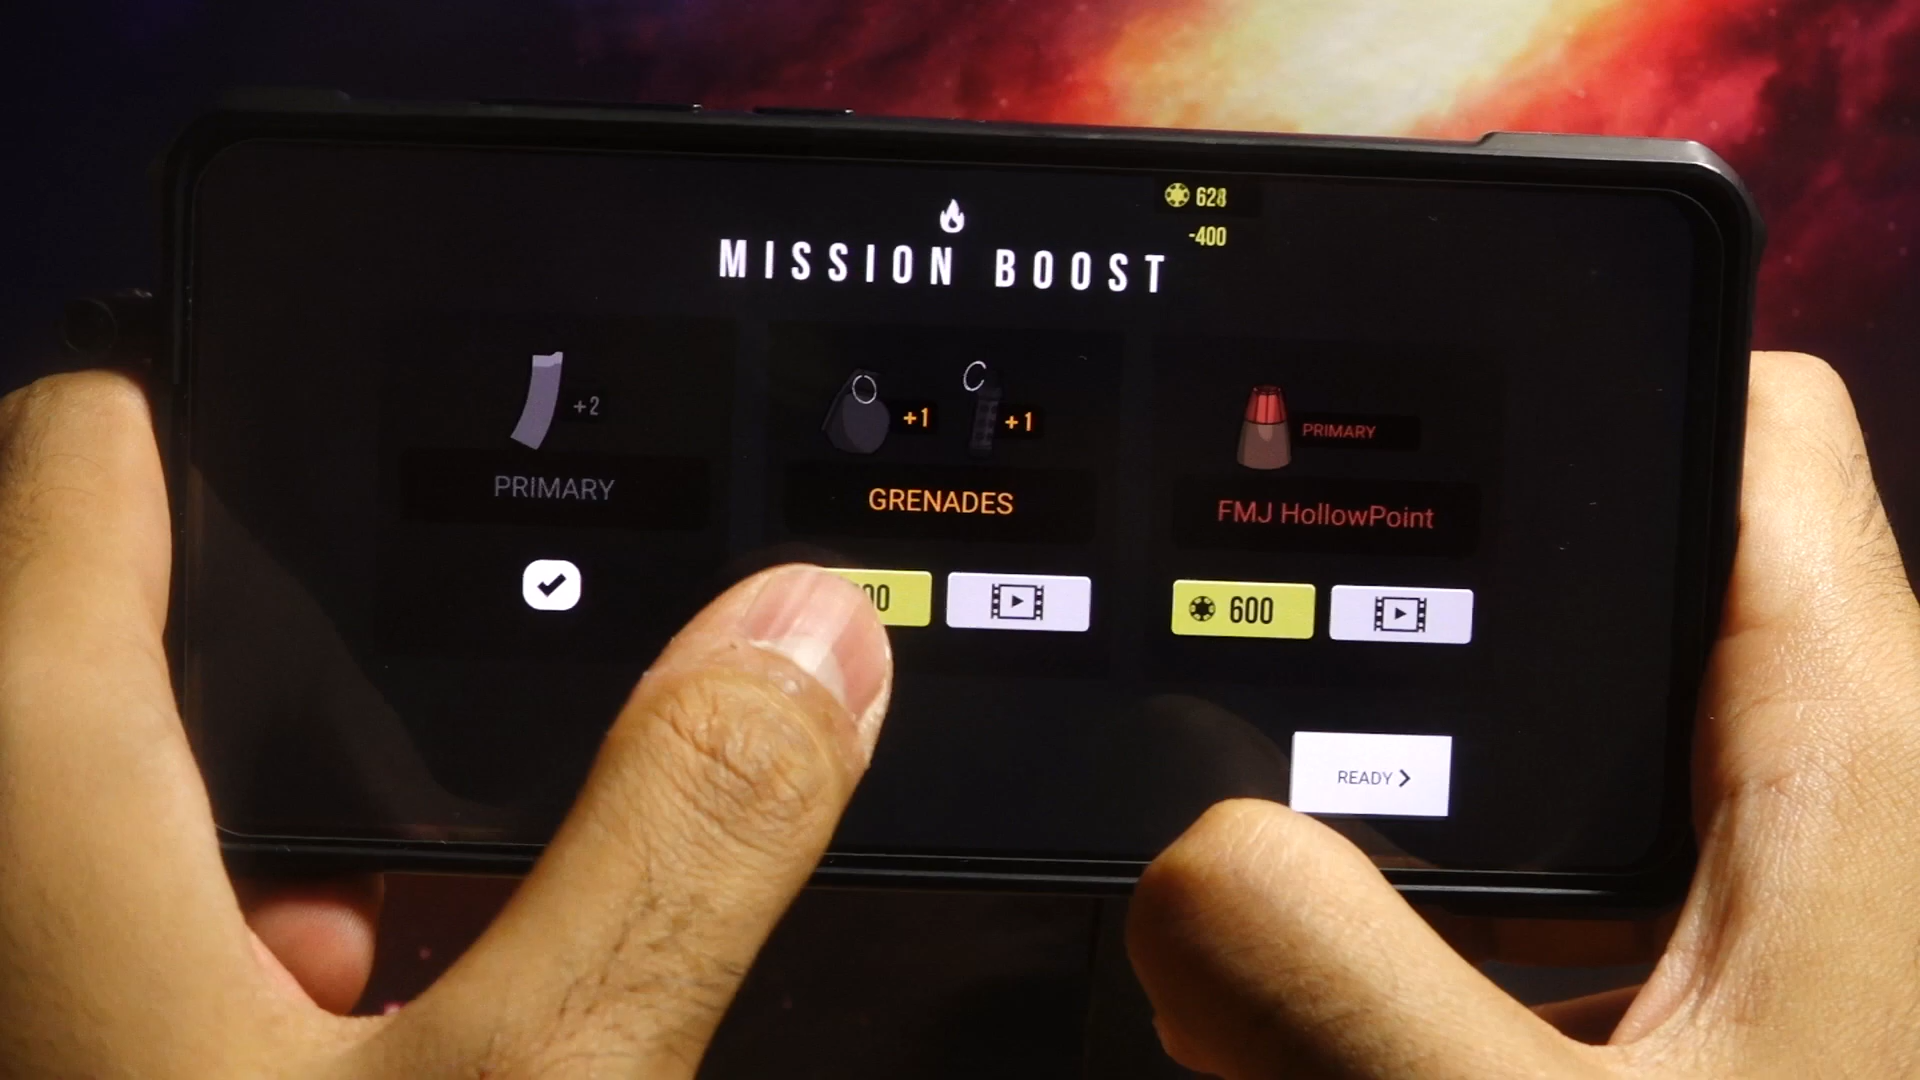 628
-400
MISSION BOOST
+2
+1
+1
PRIMARY
PRIMARY
GRENADES
FMJ HollowPoint
600
READY